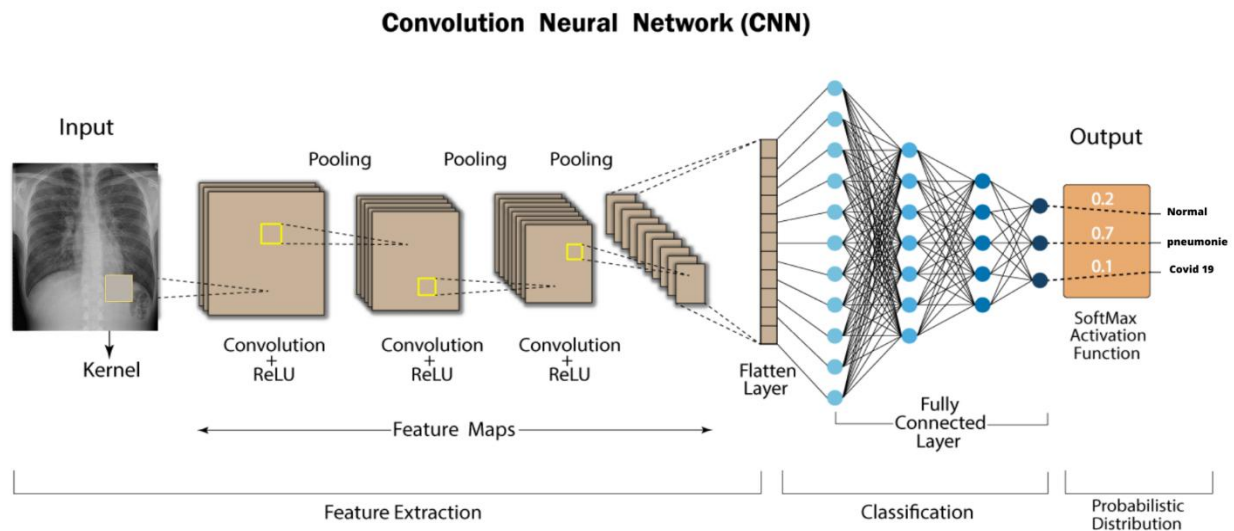 Convolution Neural Network (CNN)
Input
Kernel
Pooling
Pooling
Pooling
Convolution
+
ReLU
Convolution
+
ReLU
Convolution
+
ReLU
Feature Maps
Flatten
Layer
Fully
Connected
Layer
Output
0.2
Normal
0.7
pneumonie
0.1
Covid 19
SoftMax
Activation
Function
Feature Extraction
Classification
Probabilistic
Distribution